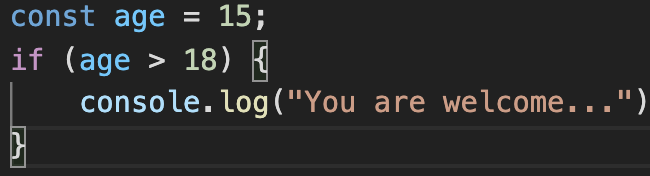 const age = 15;
if (age > 18) {
    console.log("You are welcome...")
}